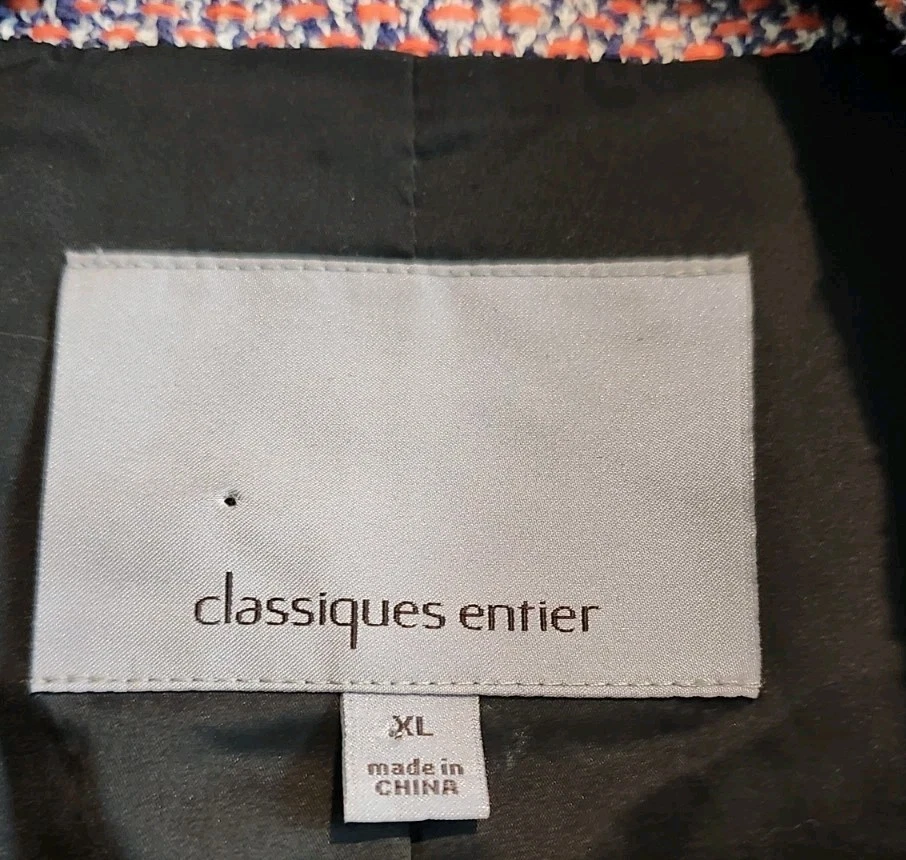 classiques entier
XL
made in
CHINA